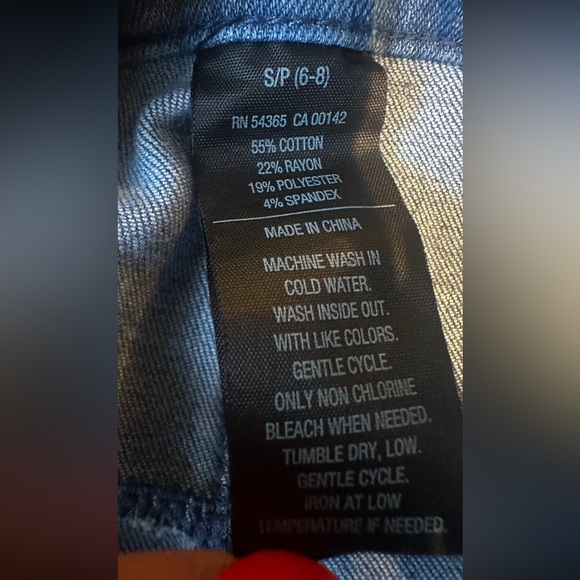 S/P (6-8)
RN 54365 CA 00142
55% COTTON
22% RAYON
19% POLYESTER
4% SPANDEX
MADE IN CHINA
MACHINE WASH IN
COLD WATER.
WASH INSIDE OUT.
WITH LIKE COLORS.
GENTLE CYCLE.
ONLY NON CHLORINE
BLEACH WHEN NEEDED.
TUMBLE DRY, LOW.
GENTLE CYCLE.
IRON AT LOW
TEMPERATURE IF NEEDED.